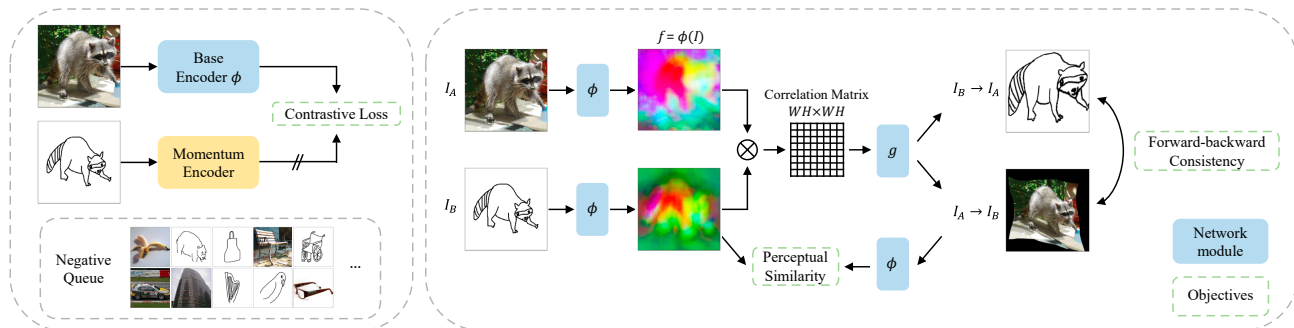 Base
Encoder ϕ
Contrastive Loss
Momentum
Encoder
Negative
Queue
...
f = ϕ(I)
I_A
ϕ
Correlation Matrix
WH×WH
I_B → I_A
g
Forward-backward
Consistency
I_B
ϕ
I_A → I_B
Perceptual
Similarity
ϕ
Network
module
Objectives